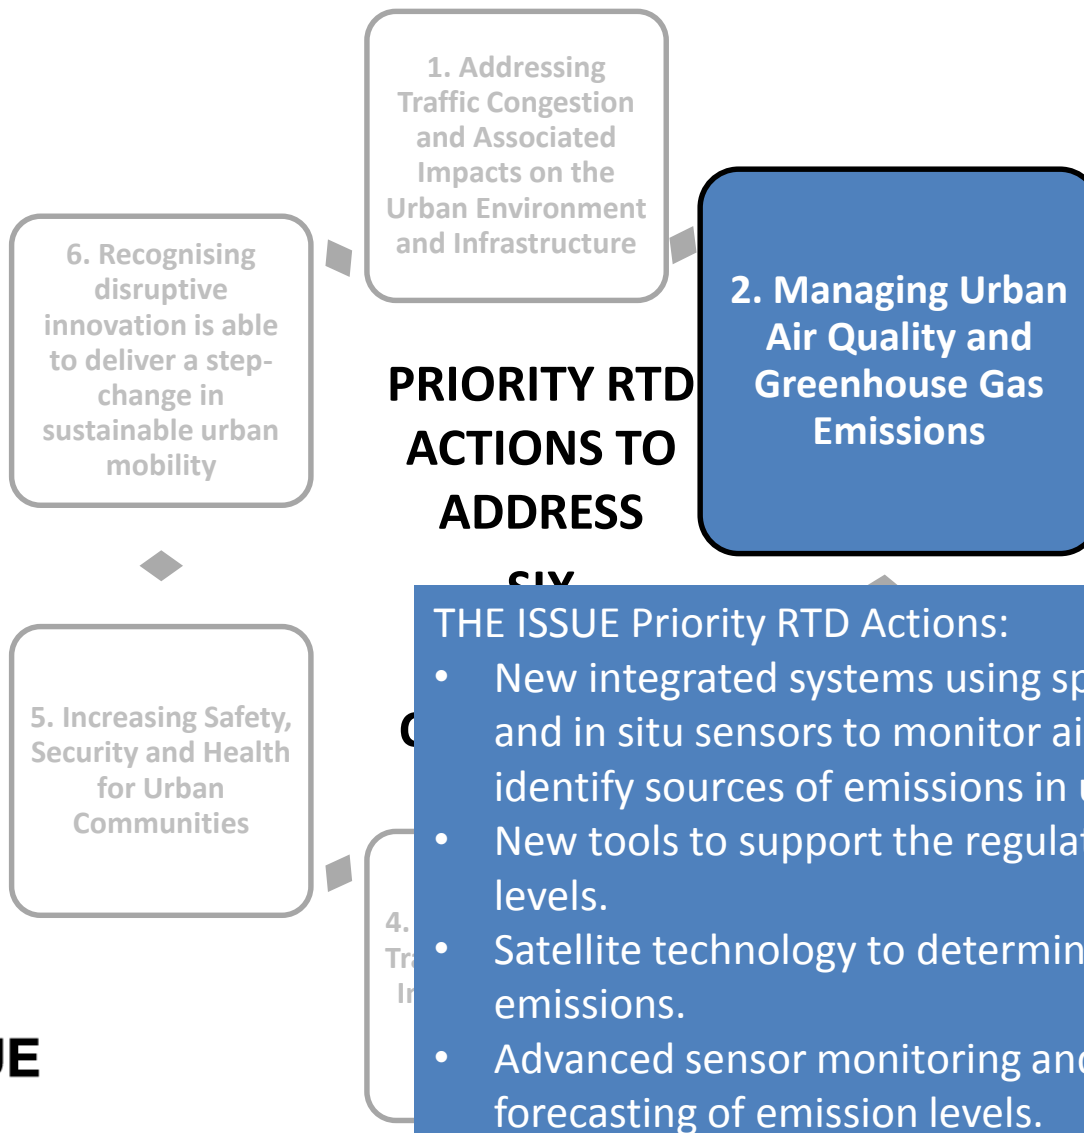 1. Addressing
Traffic Congestion
and Associated
Impacts on the
Urban Environment
and Infrastructure
2. Managing Urban
Air Quality and
Greenhouse Gas
Emissions
6. Recognising
disruptive
innovation is able
to deliver a step-
change in
sustainable urban
mobility
PRIORITY RTD
ACTIONS TO
ADDRESS
SIX
5. Increasing Safety,
Security and Health
for Urban
Communities
4.
THE ISSUE Priority RTD Actions:
• New integrated systems using
and in situ sensors to monitor
identify sources of emissions in
• New tools to support the
levels.
• Satellite technology to
emissions.
• Advanced sensor monitoring
forecasting of emission levels.